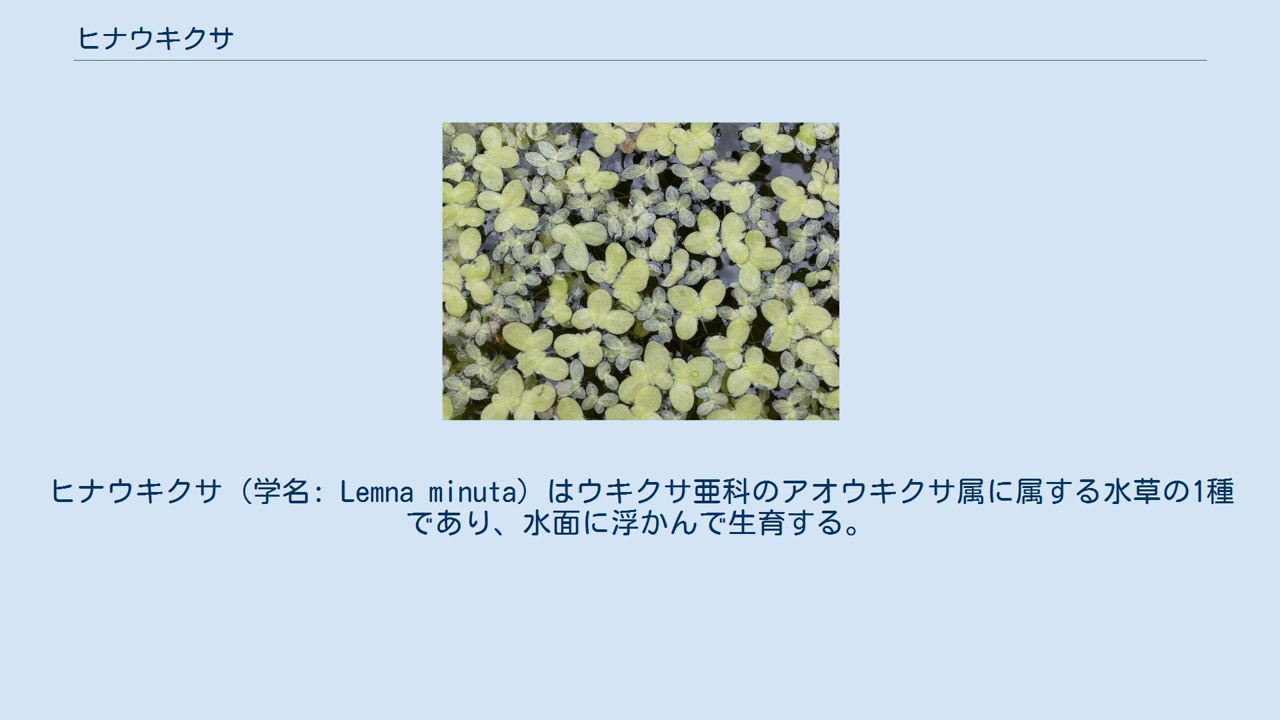 ヒナウキクサ
ヒナウキクサ（学名: Lemna minuta）はウキクサ亜科のアオウキクサ属に属する水草の1種
であり、水面に浮かんで生育する。